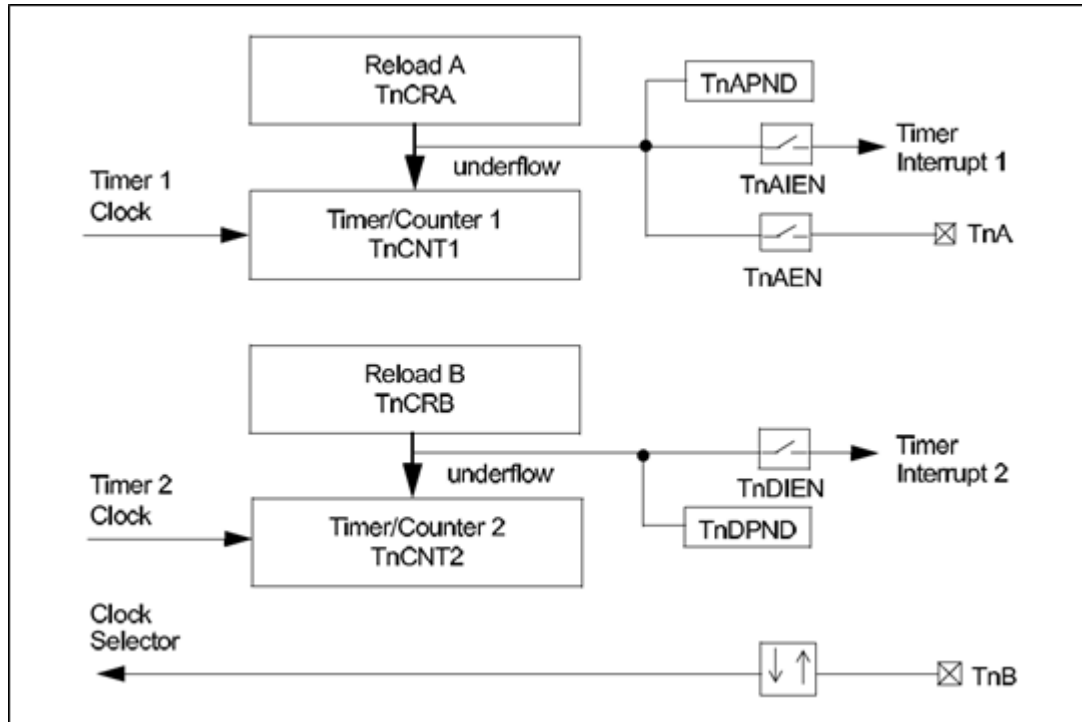 Reload A
TnCRA
TnAPND
underflow
Timer
Interrupt 1
TnAIEN
Timer 1
Clock
Timer/Counter 1
TnCNT1
TnA
TnAEN
Reload B
TnCRB
underflow
Timer
Interrupt 2
TnDIEN
Timer 2
Clock
Timer/Counter 2
TnCNT2
TnDPND
Clock
Selector
TnB